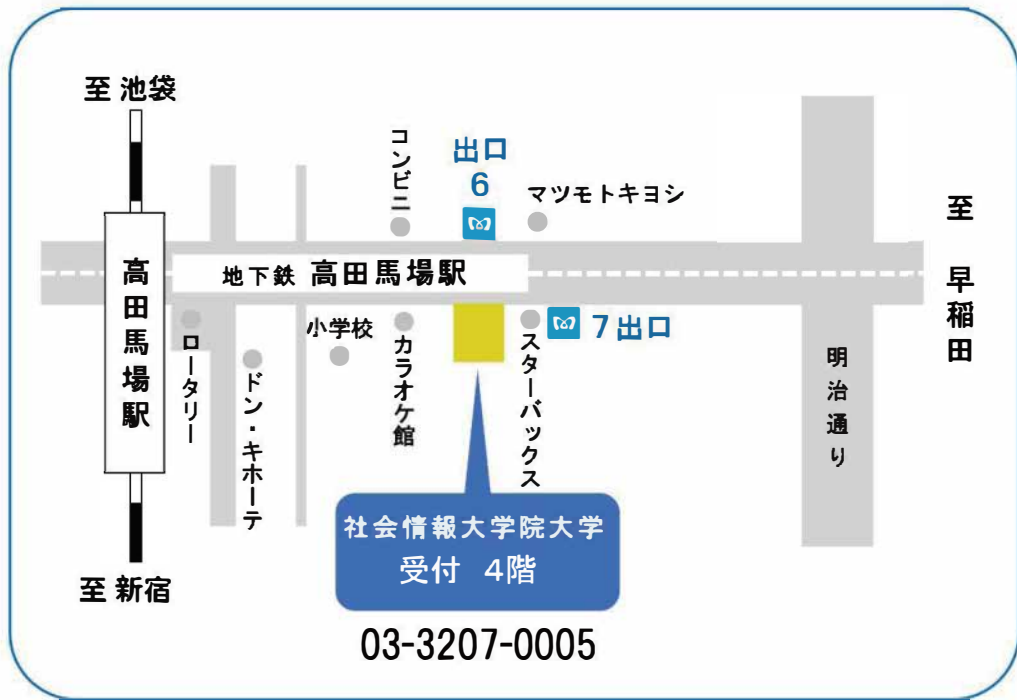 至 池袋
高田馬場駅
至 新宿
コンビニ
出口
6
マツモトキヨシ
地下鉄 高田馬場駅
ロータリー
ドン・キホーテ
小学校
カラオケ館
スターバックス
7 出口
明治通り
至 早稲田
社会情報大学院大学
受付 4階
03-3207-0005